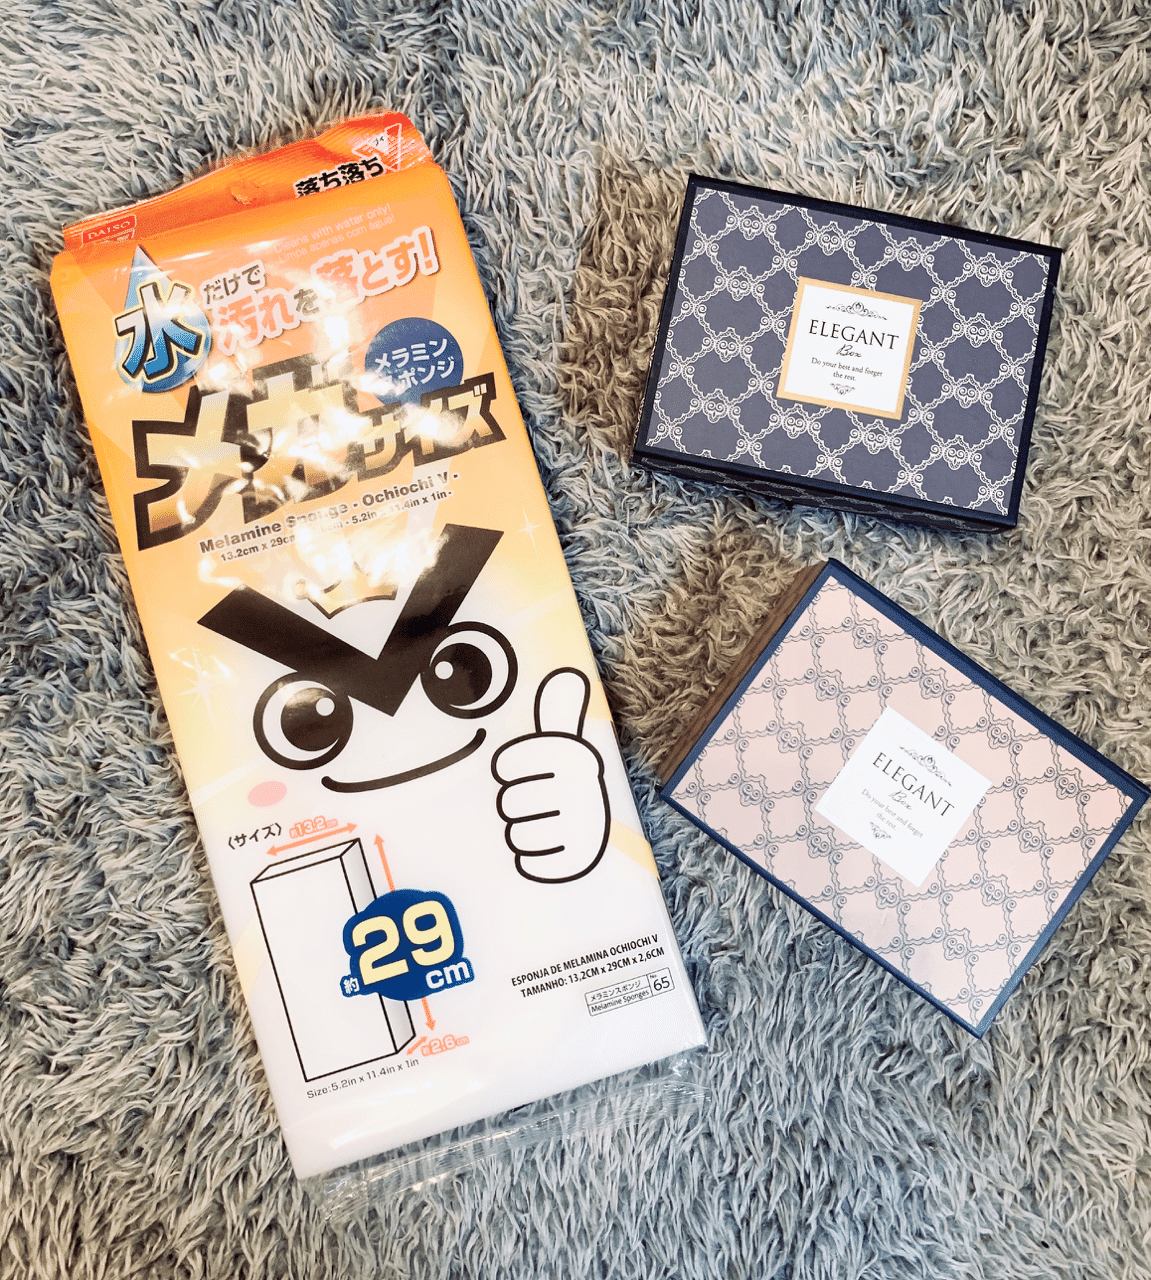 落ち落ち
V
DAISO
Cleans with water only!
Limpa apenas com água!
水だけで
汚れを落とす!
メラミン
スポンジ
メガサイズ
Melamine Sponge・Ochiochi V・
13.2cm x 29cm
5.2in x 11.4in x 1in・
〈サイズ〉
約13.2cm
約29cm
約2.6cm
Size:5.2in x 11.4in x 1in
ESPONJA DE MELAMINA OCHIOCHI V
TAMANHO: 13,2CM x 29CM x 2,6CM
メラミンスポンジ
Melamine Sponges
No.
65
ELEGANT
Box
Do your best and forget
the rest.
ELEGANT
Box
Do your best and forget
the rest.